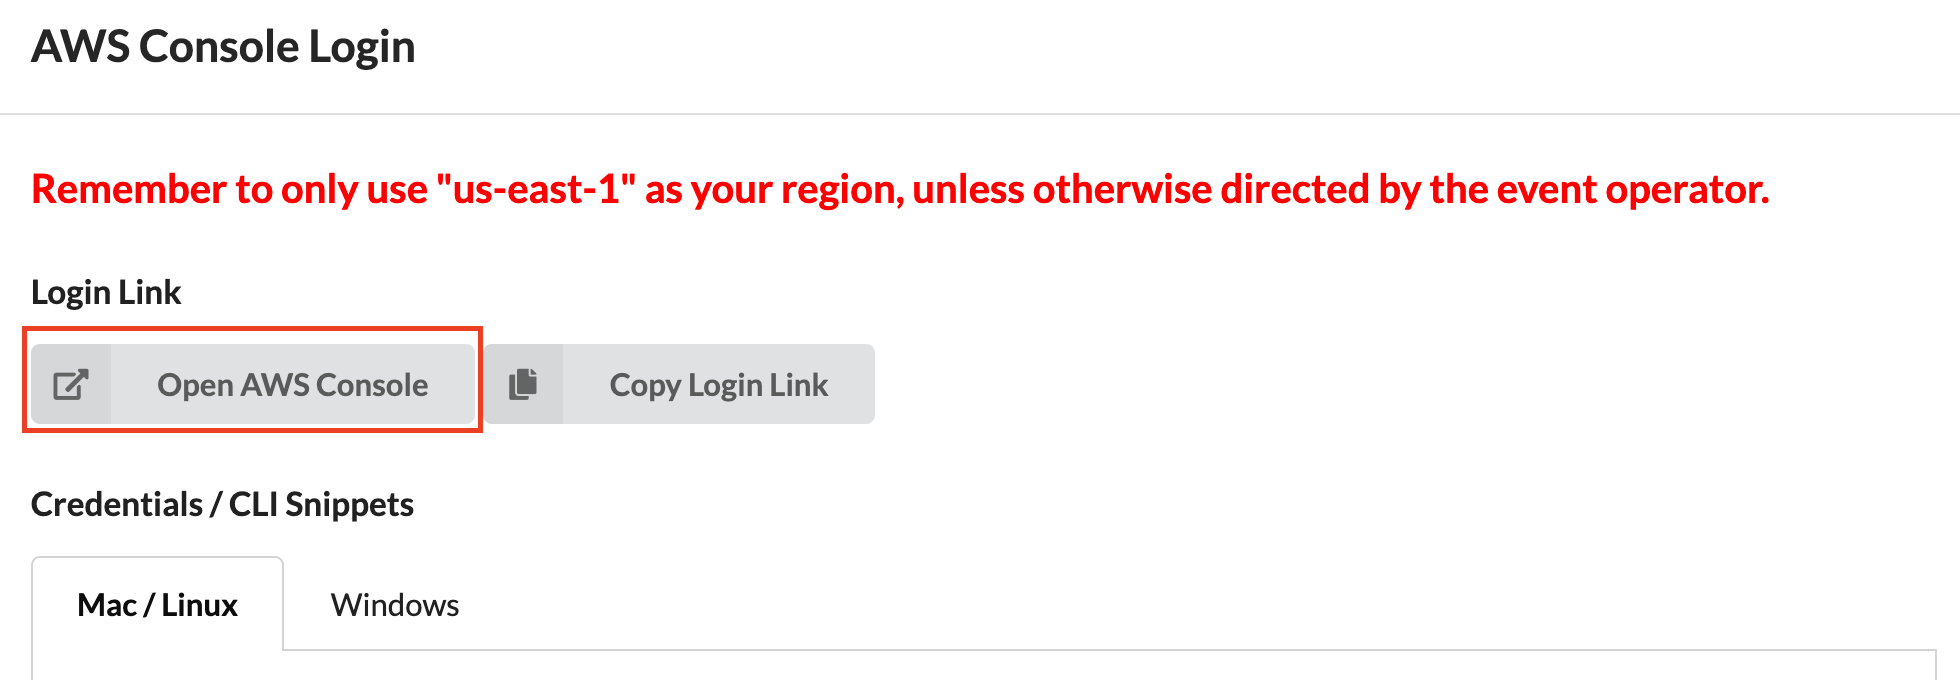 AWS Console Login
Remember to only use "us-east-1" as your region, unless otherwise directed by the event operator.
Login Link
Open AWS Console
Copy Login Link
Credentials / CLI Snippets
Mac / Linux
Windows